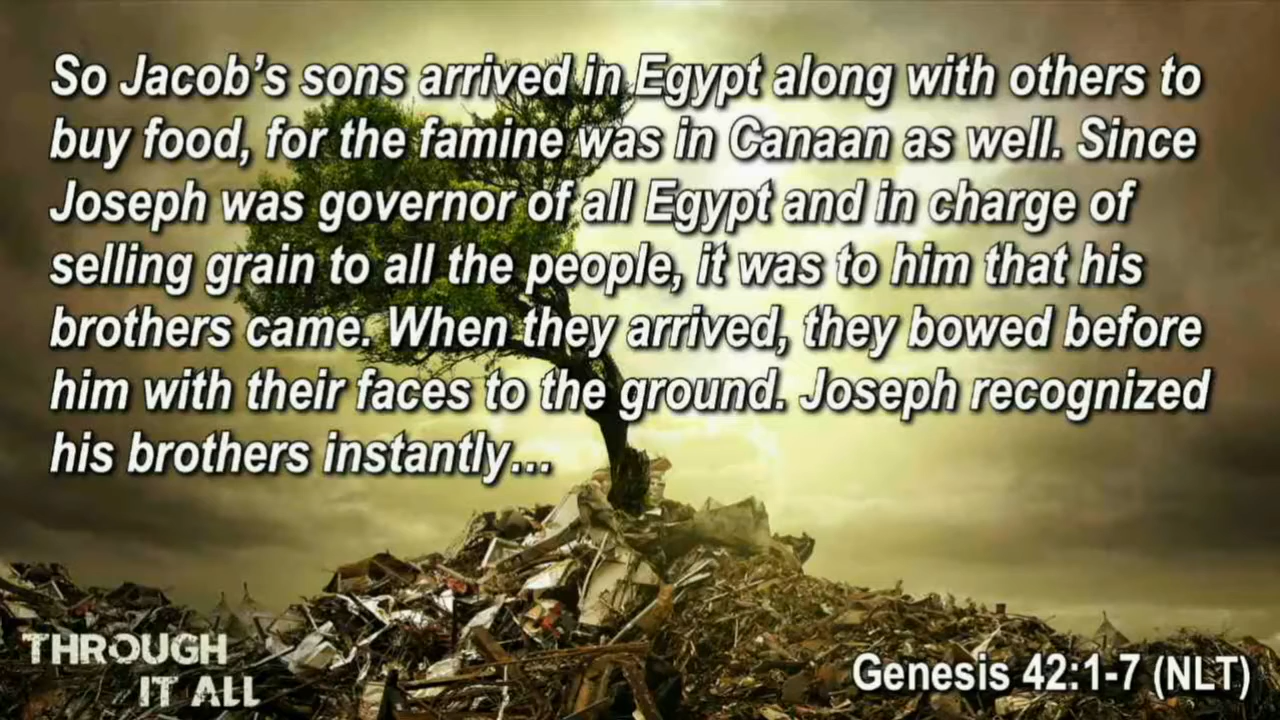 So Jacob’s sons arrived in Egypt along with others to
buy food, for the famine was in Canaan as well. Since
Joseph was governor of all Egypt and in charge of
selling grain to all the people, it was to him that his
brothers came. When they arrived, they bowed before
him with their faces to the ground. Joseph recognized
his brothers instantly…
THROUGH
IT ALL
Genesis 42:1-7 (NLT)